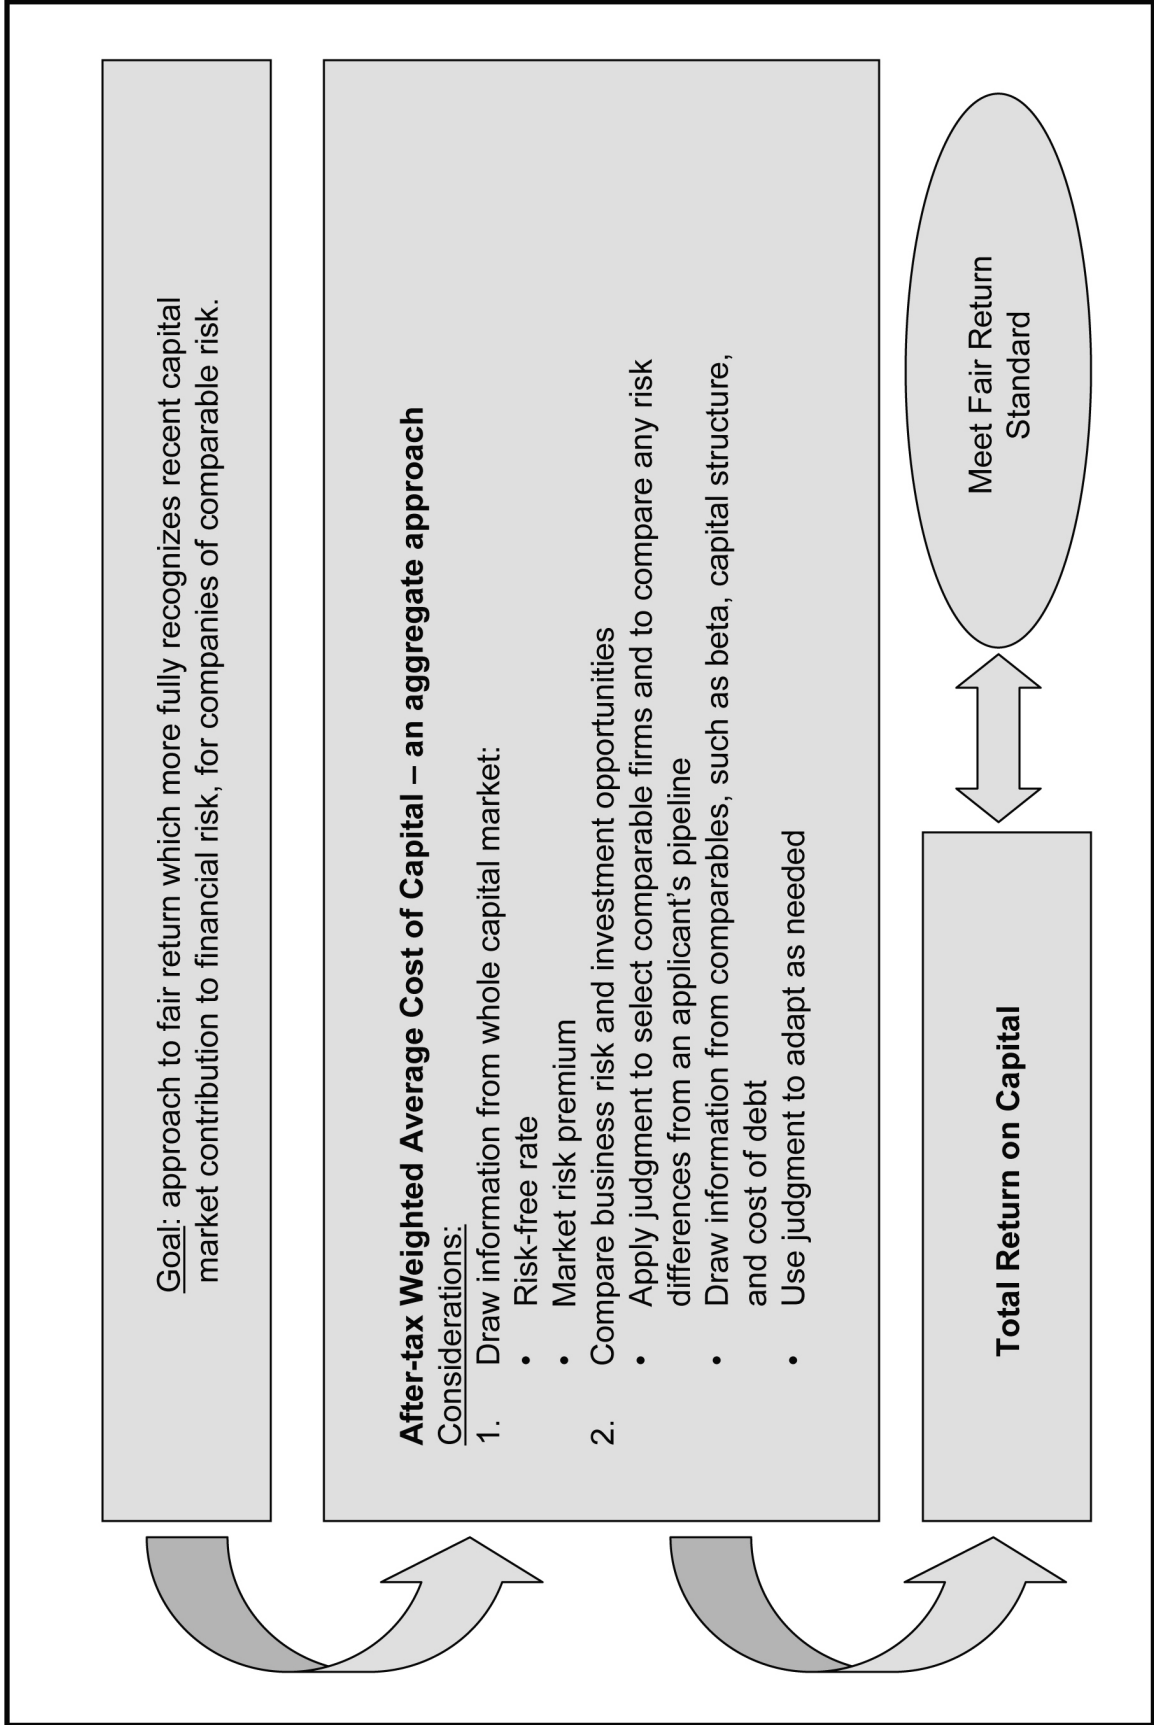 Goal: approach to fair return which more fully recognizes recent capital
market contribution to financial risk, for companies of comparable risk.
After-tax Weighted Average Cost of Capital – an aggregate approach
Considerations:
1. Draw information from whole capital market:
• Risk-free rate
• Market risk premium
2. Compare business risk and investment opportunities
• Apply judgment to select comparable firms and to compare any risk
differences from an applicant's pipeline
• Draw information from comparables, such as beta, capital structure,
and cost of debt
• Use judgment to adapt as needed
Total Return on Capital
Meet Fair Return
Standard